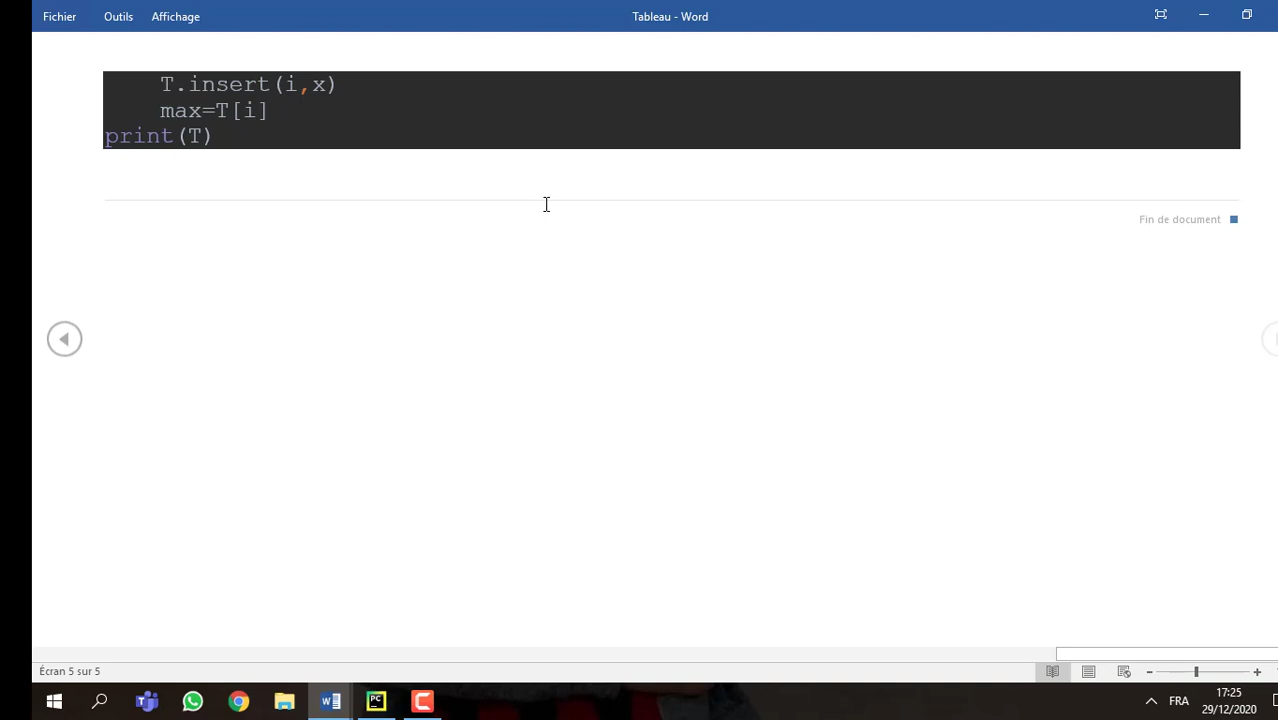 Fichier Outils Affichage Tableau - Word
T.insert(i,x)
max=T[i]
print(T)
Fin de document
Écran 5 sur 5
PC
FRA
17:25
29/12/2020